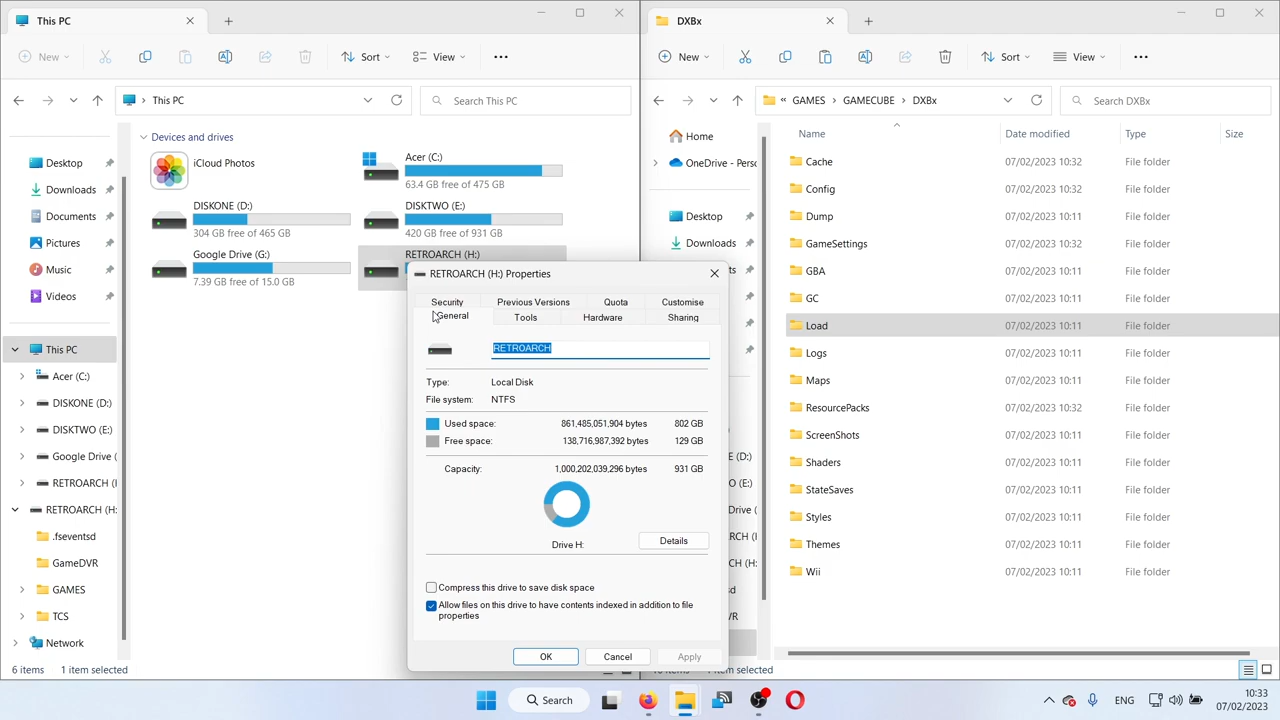 This PC
New
Sort
View
This PC
Search This PC
Desktop
Downloads
Documents
Pictures
Music
Videos
This PC
Acer (C:)
DISKONE (D:)
DISKTWO (E:)
Google Drive (
RETROARCH (
RETROARCH (H:
.fseventsd
GameDVR
GAMES
TCS
Network
6 items
1 item selected
Devices and drives
iCloud Photos
Acer (C:)
63.4 GB free of 475 GB
DISKONE (D:)
304 GB free of 465 GB
DISKTWO (E:)
420 GB free of 931 GB
Google Drive (G:)
7.39 GB free of 15.0 GB
RETROARCH (H:)
RETROARCH (H:) Properties
Security
Previous Versions
Quota
Customise
General
Tools
Hardware
Sharing
RETROARCH
Type: Local Disk
File system: NTFS
Used space: 861,485,051,904 bytes 802 GB
Free space: 138,716,987,392 bytes 129 GB
Capacity: 1,000,202,039,296 bytes 931 GB
Drive H:
Details
Compress this drive to save disk space
Allow files on this drive to have contents indexed in addition to file
properties
OK
Cancel
Apply
DXBx
New
Sort
View
« GAMES
GAMECUBE
DXBx
Search DXBx
Home
OneDrive - Pers
Desktop
Downloads
Name
Date modified
Type
Size
Cache 07/02/2023 10:32 File folder
Config 07/02/2023 10:32 File folder
Dump 07/02/2023 10:11 File folder
GameSettings 07/02/2023 10:32 File folder
GBA 07/02/2023 10:11 File folder
GC 07/02/2023 10:11 File folder
Load 07/02/2023 10:11 File folder
Logs 07/02/2023 10:11 File folder
Maps 07/02/2023 10:11 File folder
ResourcePacks 07/02/2023 10:32 File folder
ScreenShots 07/02/2023 10:11 File folder
Shaders 07/02/2023 10:11 File folder
StateSaves 07/02/2023 10:11 File folder
Styles 07/02/2023 10:11 File folder
Themes 07/02/2023 10:11 File folder
Wii 07/02/2023 10:11 File folder
Search
ENG
10:33
07/02/2023